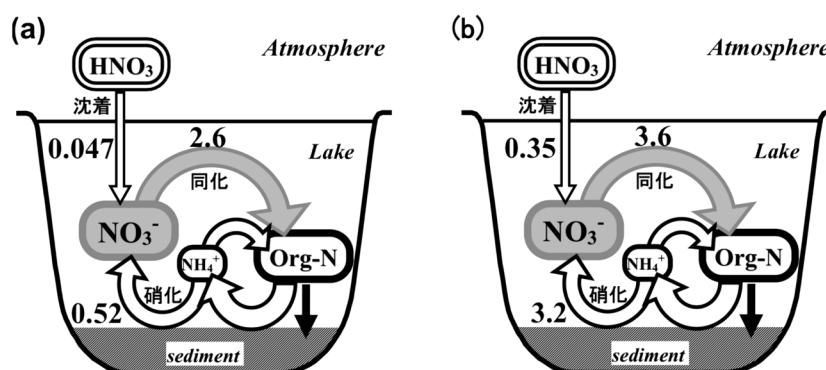 (a)
HNO₃
Atmosphere
沈着
0.047
2.6
Lake
同化
NO₃⁻
NH₄⁺
Org-N
硝化
0.52
sediment
(b)
HNO₃
Atmosphere
沈着
0.35
3.6
Lake
同化
NO₃⁻
NH₄⁺
Org-N
硝化
3.2
sediment